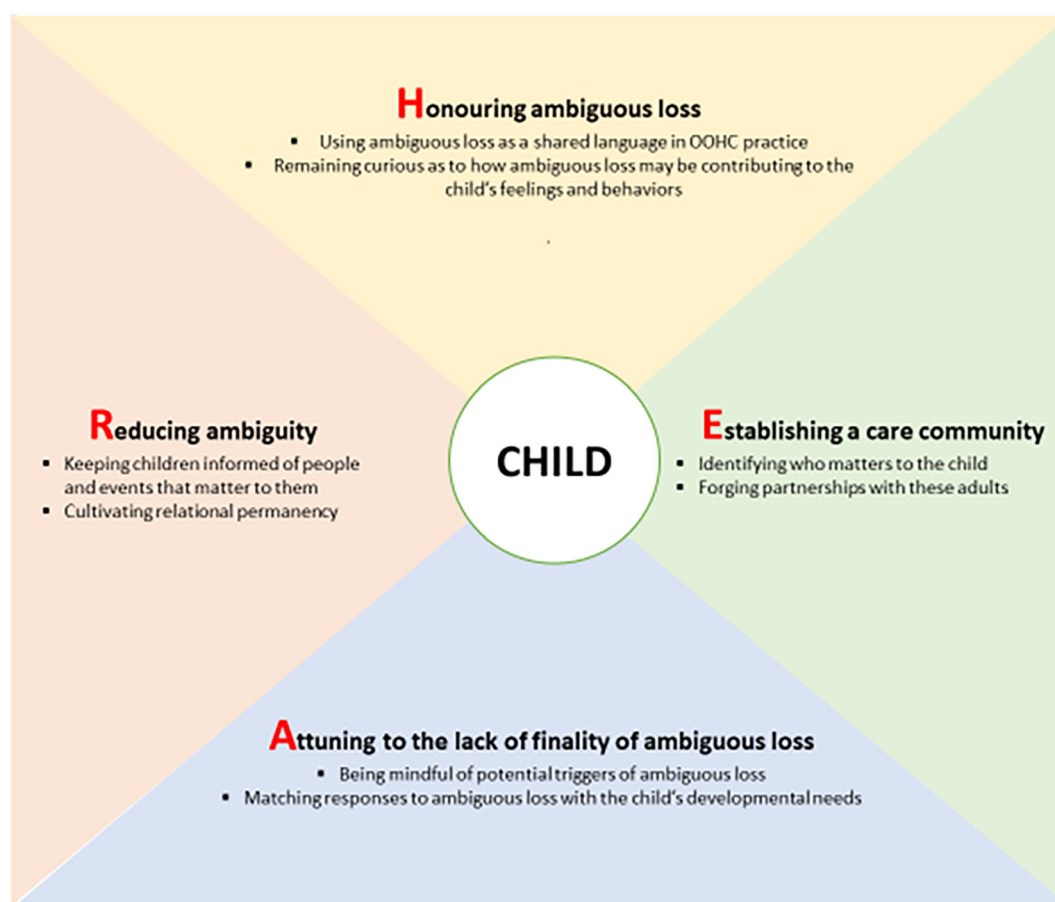 Honouring ambiguous loss
▪ Using ambiguous loss as a shared language in OOHC practice
▪ Remaining curious as to how ambiguous loss may be contributing to the
child's feelings and behaviors
Establishing a care community
▪ Identifying who matters to the child
▪ Forging partnerships with these adults
Attuning to the lack of finality of ambiguous loss
▪ Being mindful of potential triggers of ambiguous loss
▪ Matching responses to ambiguous loss with the child's developmental needs
Reducing ambiguity
▪ Keeping children informed of people
and events that matter to them
▪ Cultivating relational permanency
CHILD